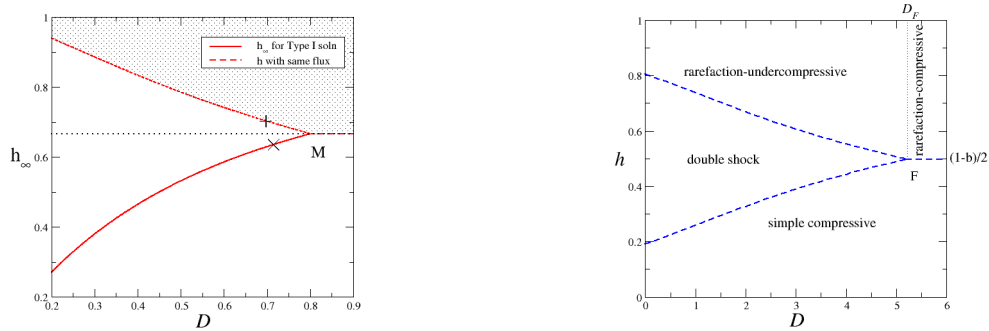 1
0.8
h∞
0.6
0.4
0.2
h∞ for Type I soln
h with same flux
M
0.2
0.3
0.4
0.5
0.6
0.7
0.8
0.9
D
D_F
1
0.8
0.6
h
0.4
0.2
0
rarefaction-undercompressive
rarefaction-compressive
double shock
(1-b)/2
F
simple compressive
0
1
2
3
4
5
6
D